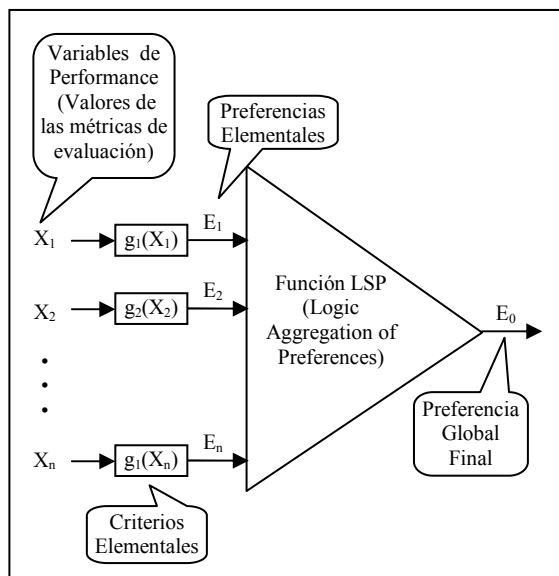 Variables de
Performance
(Valores de
las métricas de
evaluación)
Preferencias
Elementales
X1
g1(X1)
E1
X2
g2(X2)
E2
Función LSP
(Logic
Aggregation of
Preferences)
E0
Xn
g1(Xn)
En
Preferencia
Global
Final
Criterios
Elementales